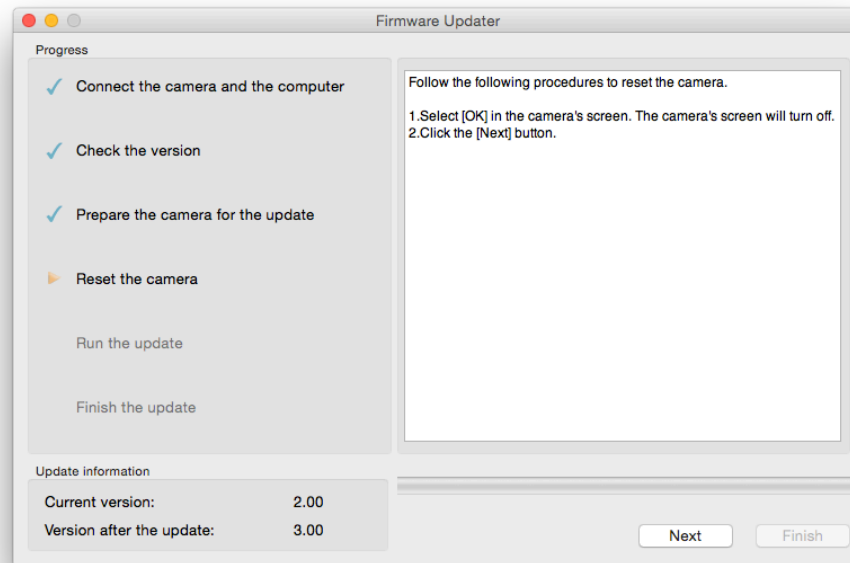 Firmware Updater
Progress
Connect the camera and the computer
Check the version
Prepare the camera for the update
Reset the camera
Run the update
Finish the update
Follow the following procedures to reset the camera.
1.Select [OK] in the camera's screen. The camera's screen will turn off.
2.Click the [Next] button.
Update information
Current version: 2.00
Version after the update: 3.00
Next
Finish